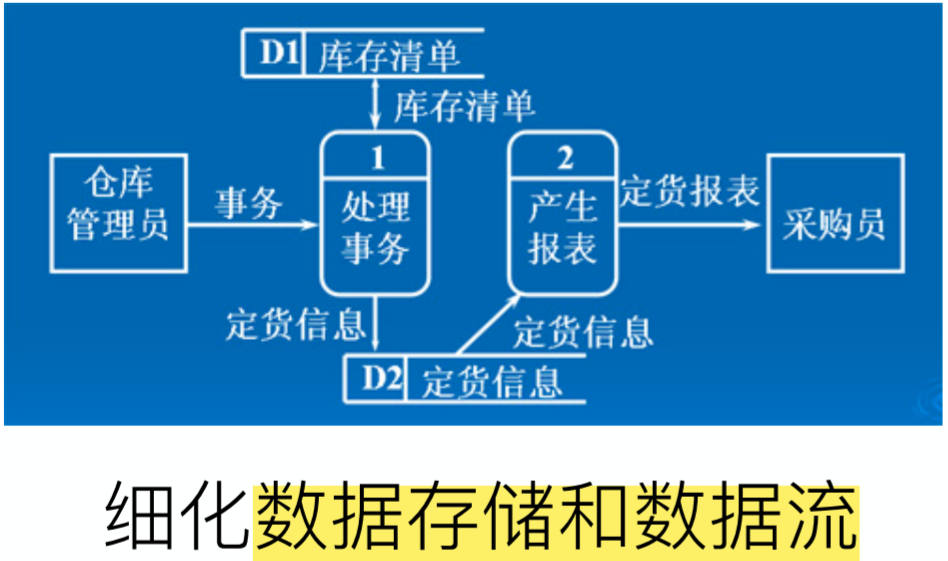 D1 库存清单
库存清单
仓库
管理员
事务
1
处理
事务
2
产生
报表
定货报表
采购员
定货信息
定货信息
D2 定货信息
细化数据存储和数据流